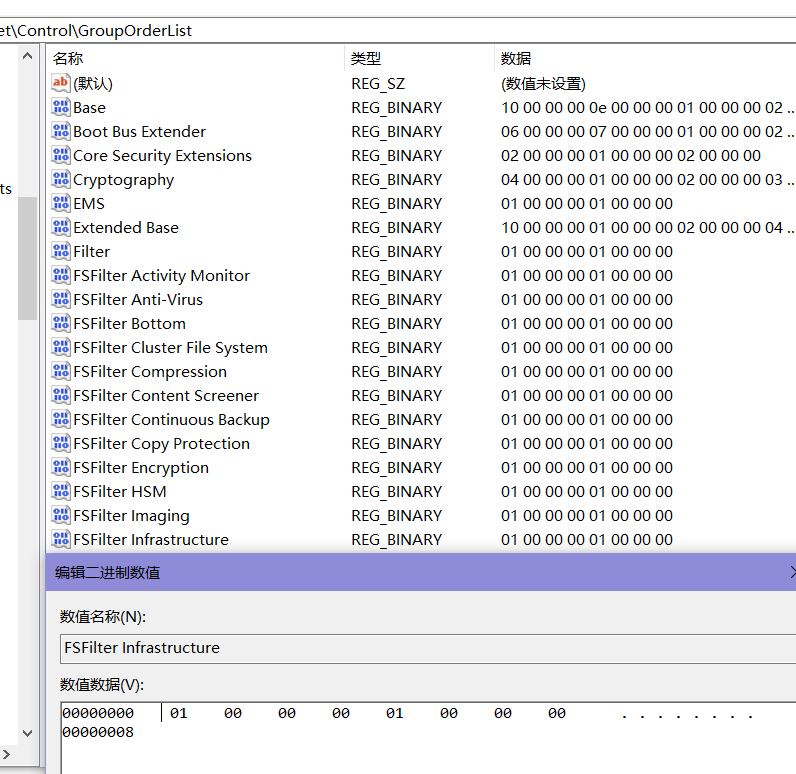 et\Control\GroupOrderList
名称 类型 数据
(默认) REG_SZ (数值未设置)
Base REG_BINARY 10 00 00 00 0e 00 00 00 01 00 00 00 02 ..
Boot Bus Extender REG_BINARY 06 00 00 00 07 00 00 00 01 00 00 00 02 ..
Core Security Extensions REG_BINARY 02 00 00 00 01 00 00 00 02 00 00 00
ts
Cryptography REG_BINARY 04 00 00 00 01 00 00 00 02 00 00 00 03 ..
EMS REG_BINARY 01 00 00 00 01 00 00 00
Extended Base REG_BINARY 10 00 00 00 01 00 00 00 02 00 00 00 04 ..
Filter REG_BINARY 01 00 00 00 01 00 00 00
FSFilter Activity Monitor REG_BINARY 01 00 00 00 01 00 00 00
FSFilter Anti-Virus REG_BINARY 01 00 00 00 01 00 00 00
FSFilter Bottom REG_BINARY 01 00 00 00 01 00 00 00
FSFilter Cluster File System REG_BINARY 01 00 00 00 01 00 00 00
FSFilter Compression REG_BINARY 01 00 00 00 01 00 00 00
FSFilter Content Screener REG_BINARY 01 00 00 00 01 00 00 00
FSFilter Continuous Backup REG_BINARY 01 00 00 00 01 00 00 00
FSFilter Copy Protection REG_BINARY 01 00 00 00 01 00 00 00
FSFilter Encryption REG_BINARY 01 00 00 00 01 00 00 00
FSFilter HSM REG_BINARY 01 00 00 00 01 00 00 00
FSFilter Imaging REG_BINARY 01 00 00 00 01 00 00 00
FSFilter Infrastructure REG_BINARY 01 00 00 00 01 00 00 00
编辑二进制数值
数值名称(N):
FSFilter Infrastructure
数值数据(V):
00000000 01 00 00 00 01 00 00 00 . . . . . . . .
00000008